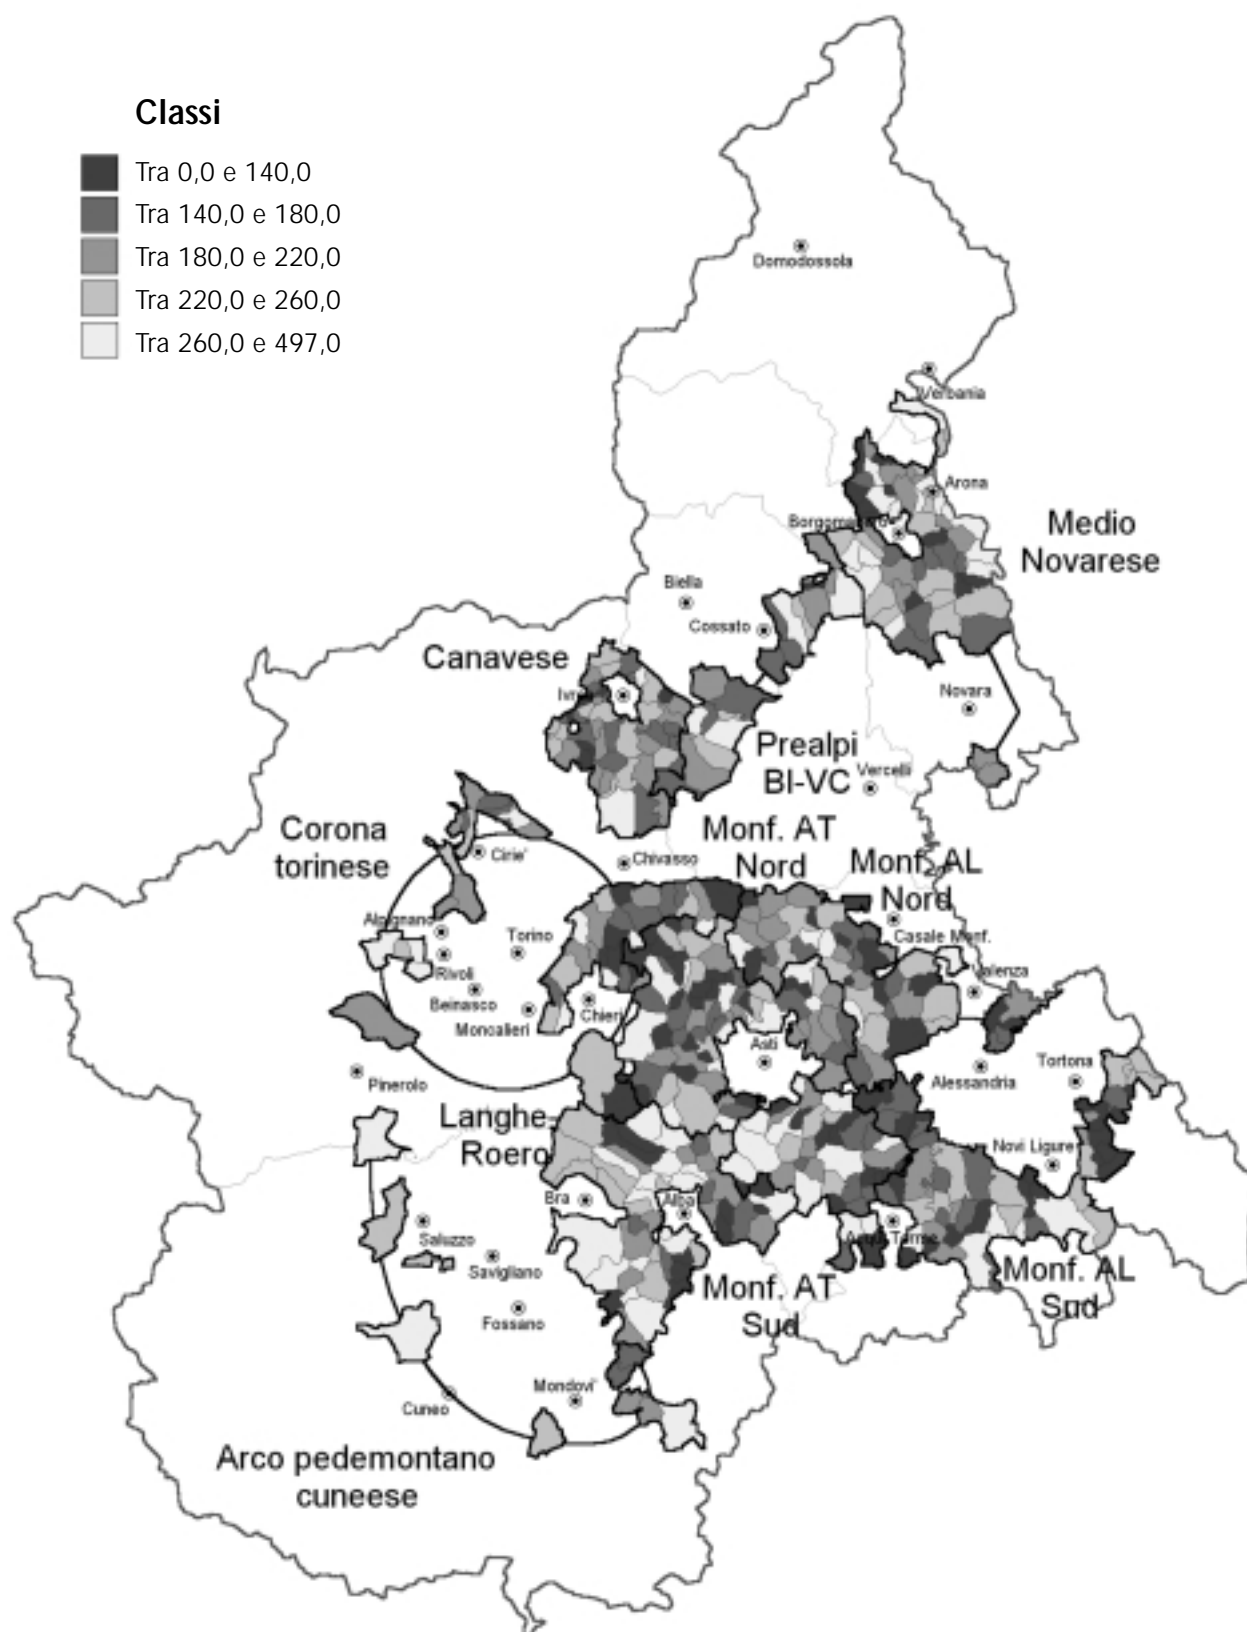 Classi
Tra 0,0 e 140,0
Tra 140,0 e 180,0
Tra 180,0 e 220,0
Tra 220,0 e 260,0
Tra 260,0 e 497,0
Domodossola
Verbania
Arona
Borgomanero
Medio
Novarese
Biella
Cossato
Canavese
Novara
Prealpi
BI-VC
Vercelli
Corona
torinese
Monf. AT
Nord
Cirie'
Chivasso
Monf. AL
Nord
Alpignano
Torino
Casale Monf.
Rivoli
Valenza
Beinasco
Moncalieri
Chieri
Asti
Pinerolo
Alessandria
Tortona
Langhe-
Roero
Novi Ligure
Bra
Alba
Saluzzo
Acqui Terme
Savigliano
Monf. AT
Sud
Monf. AL
Sud
Fossano
Mondovi'
Cuneo
Arco pedemontano
cuneese